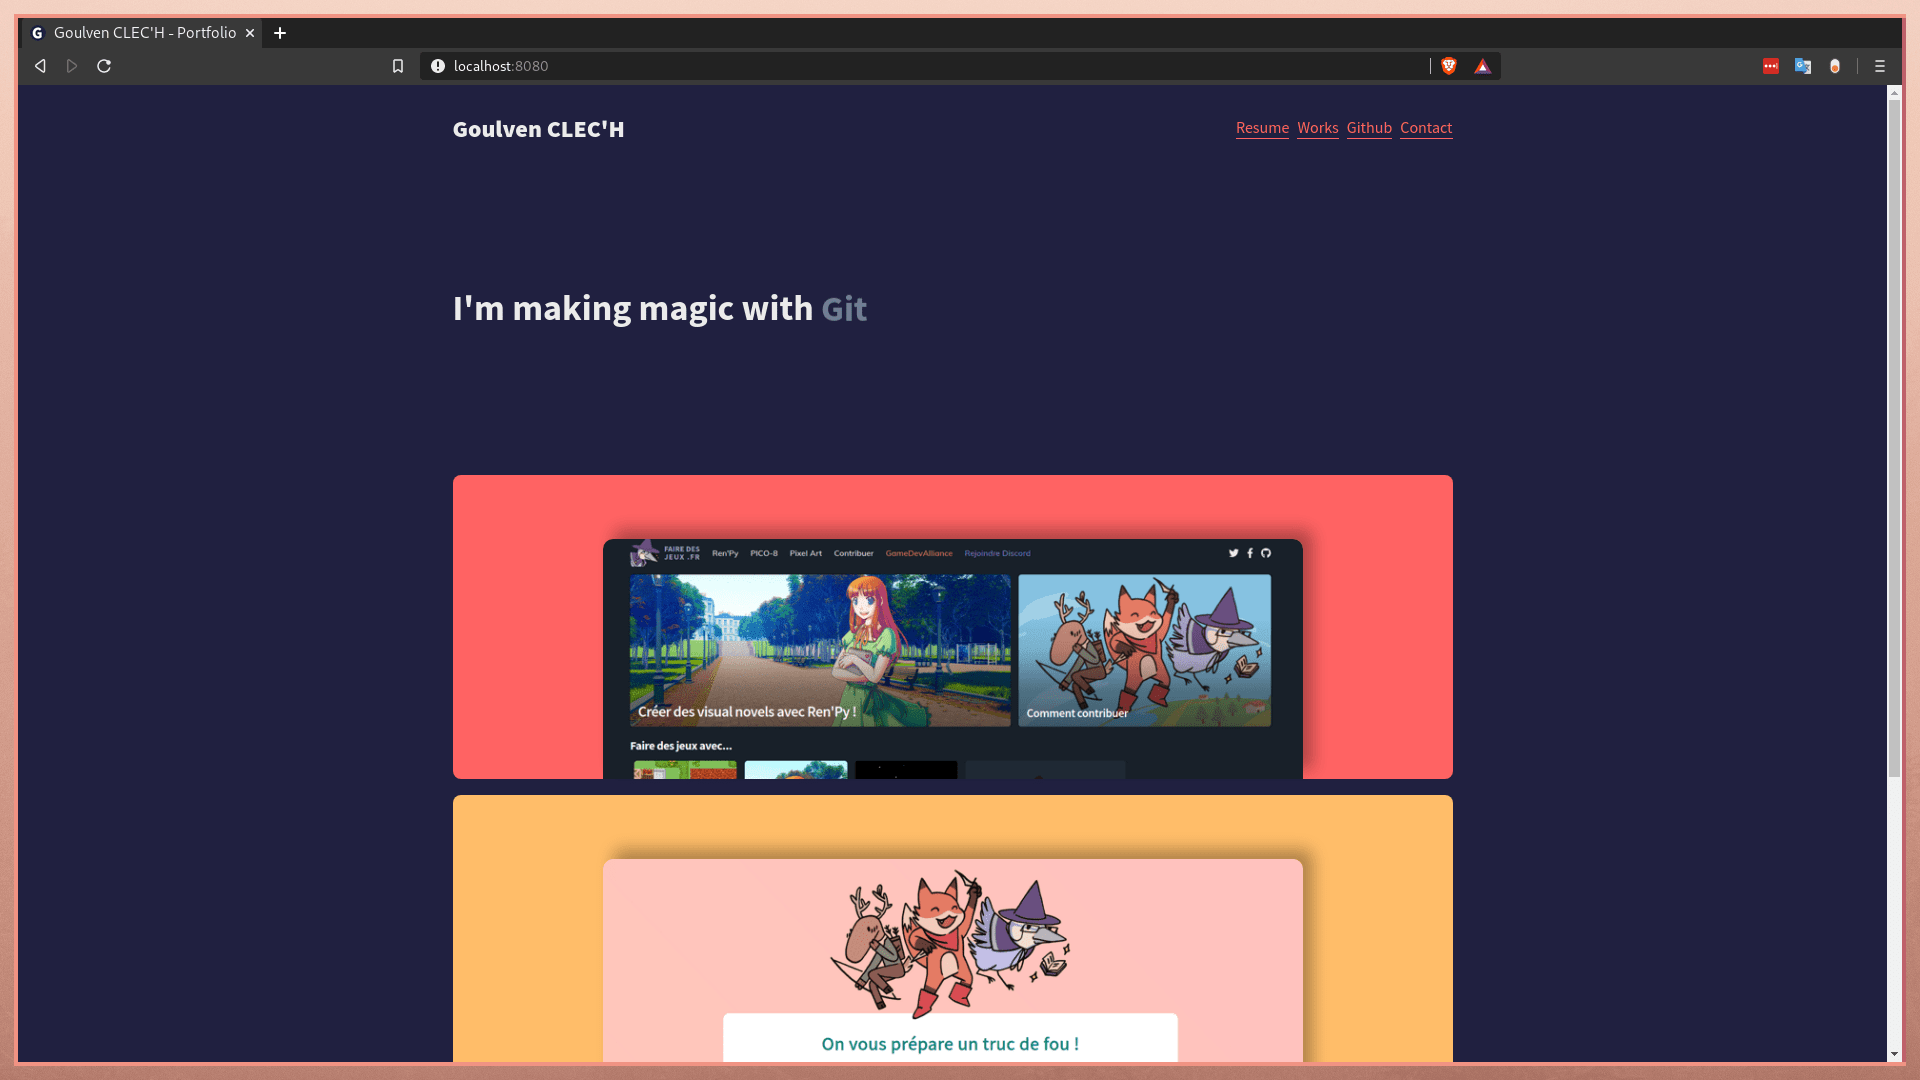 G Goulven CLEC'H - Portfolio
localhost:8080
Goulven CLEC'H
Resume Works Github Contact
I'm making magic with Git
FAIRE DES
JEUX .FR
Ren'Py PICO-8 Pixel Art Contribuer GameDevAlliance Rejoindre Discord
Créer des visual novels avec Ren'Py !
Comment contribuer
Faire des jeux avec...
On vous prépare un truc de fou !